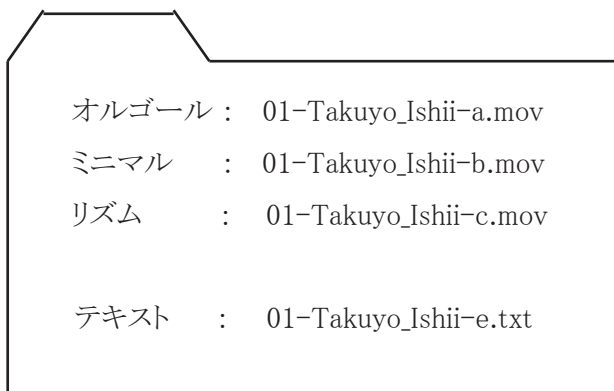 オルゴール : 01-Takuyo_Ishii-a.mov
ミニマル : 01-Takuyo_Ishii-b.mov
リズム : 01-Takuyo_Ishii-c.mov
テキスト : 01-Takuyo_Ishii-e.txt